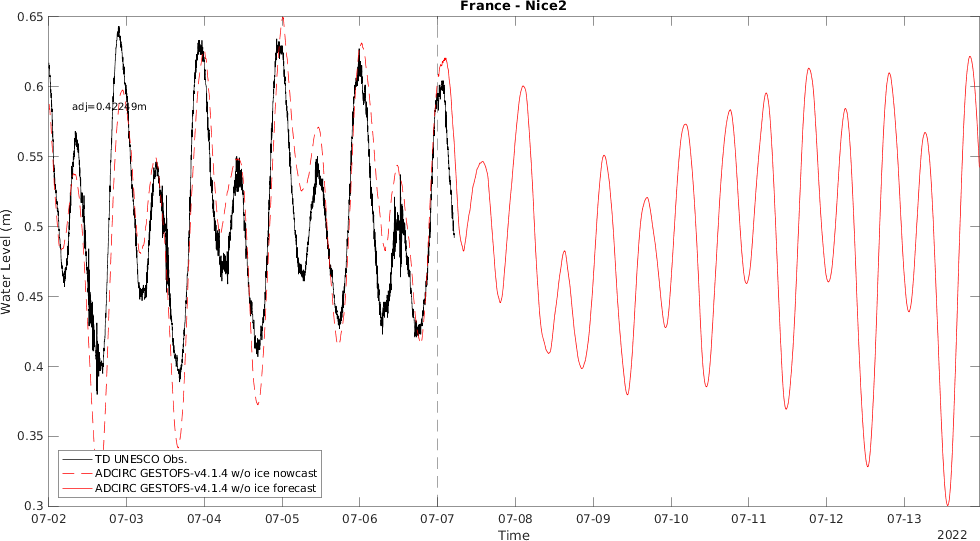 France - Nice2
0.65
0.6
0.55
0.5
0.45
0.4
0.35
0.3
Water Level (m)
adj=0.42249m
TD UNESCO Obs.
ADCIRC GESTOFS-v4.1.4 w/o ice nowcast
ADCIRC GESTOFS-v4.1.4 w/o ice forecast
07-02 07-03 07-04 07-05 07-06 07-07 07-08 07-09 07-10 07-11 07-12 07-13
Time
2022